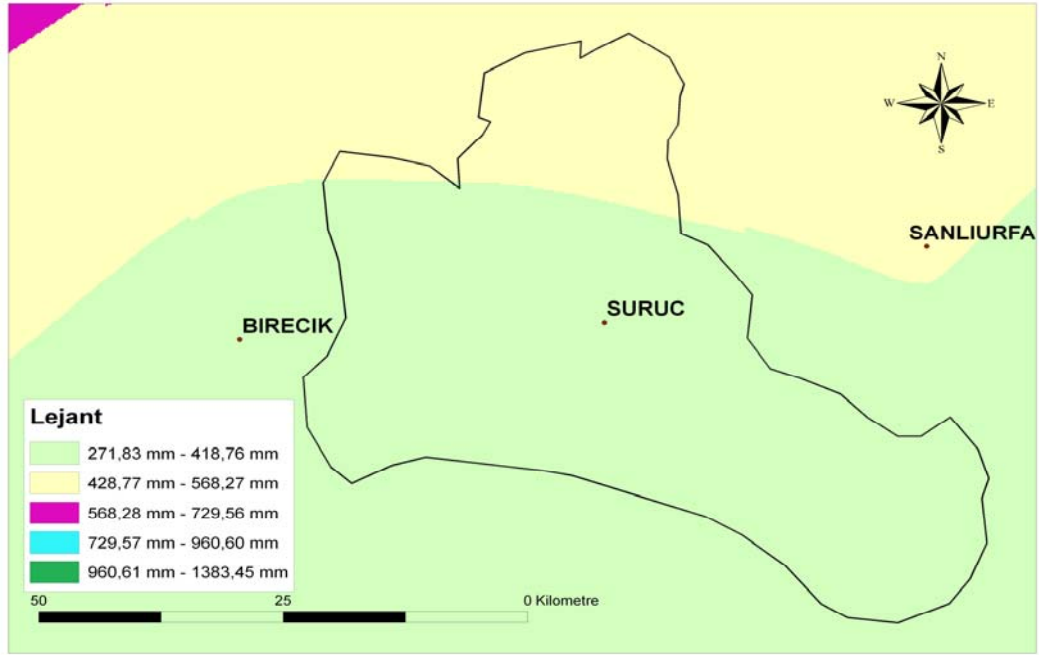 N
W E
S
SANLIURFA
SURUC
BIRECIK
Lejant
271,83 mm - 418,76 mm
428,77 mm - 568,27 mm
568,28 mm - 729,56 mm
729,57 mm - 960,60 mm
960,61 mm - 1383,45 mm
50 25 0 Kilometre